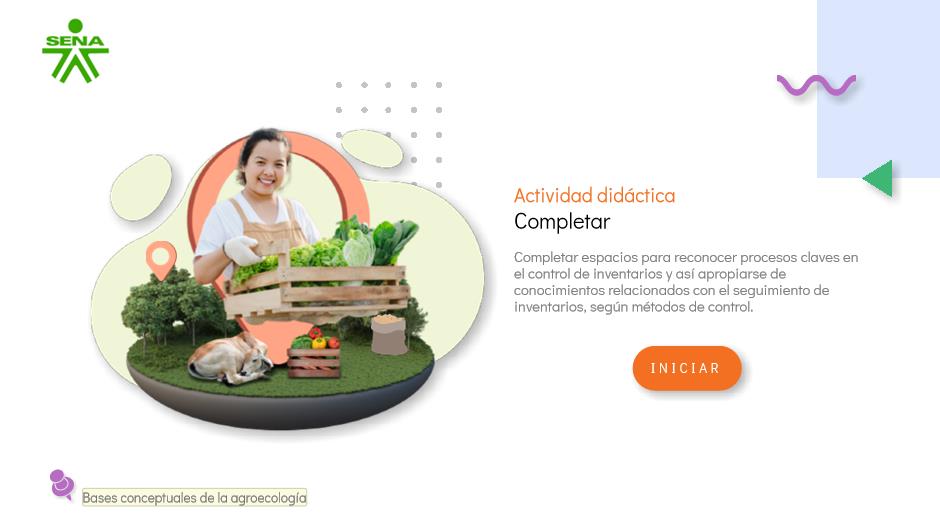 SENA
Actividad didáctica
Completar
Completar espacios para reconocer procesos claves en
el control de inventarios y así apropiarse de
conocimientos relacionados con el seguimiento de
inventarios, según métodos de control.
INICIAR
Bases conceptuales de la agroecología